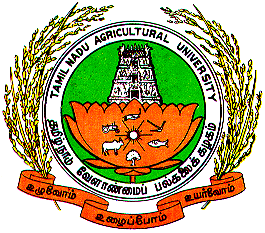 TAMIL NADU AGRICULTURAL UNIVERSITY
தமிழ்நாடு வேளாண்மைப் பல்கலைக் கழகம்
உழுவோம்
உழைப்போம்
உயர்வோம்